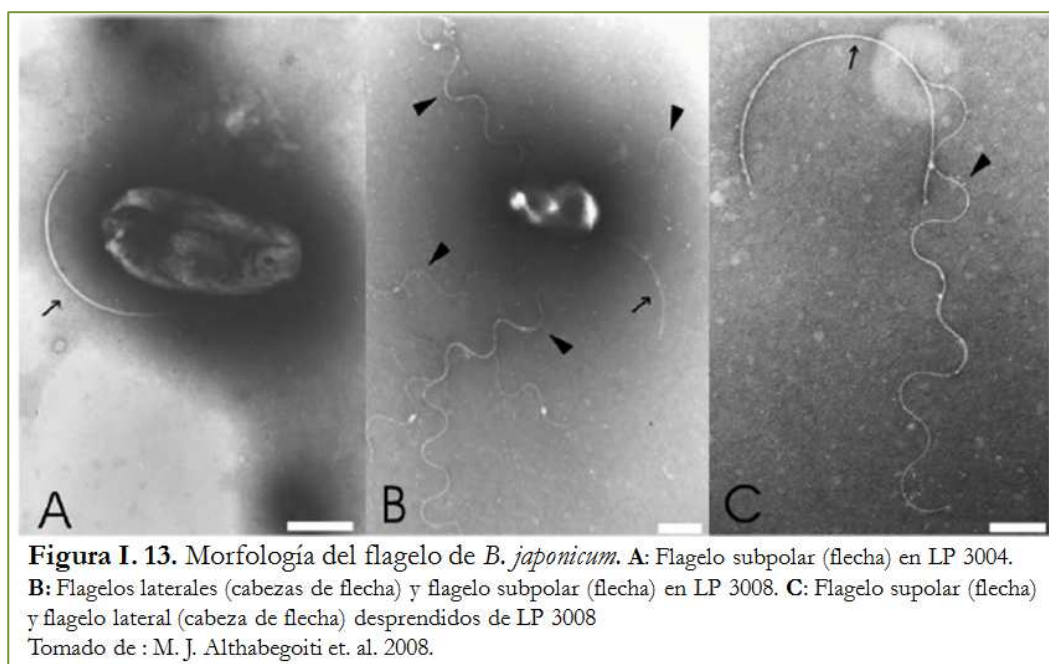 A
B
C
Figura I. 13. Morfología del flagelo de B. japonicum. A: Flagelo subpolar (flecha) en LP 3004.
B: Flagelos laterales (cabezas de flecha) y flagelo subpolar (flecha) en LP 3008. C: Flagelo supolar (flecha)
y flagelo lateral (cabeza de flecha) desprendidos de LP 3008
Tomado de : M. J. Althabegoiti et. al. 2008.